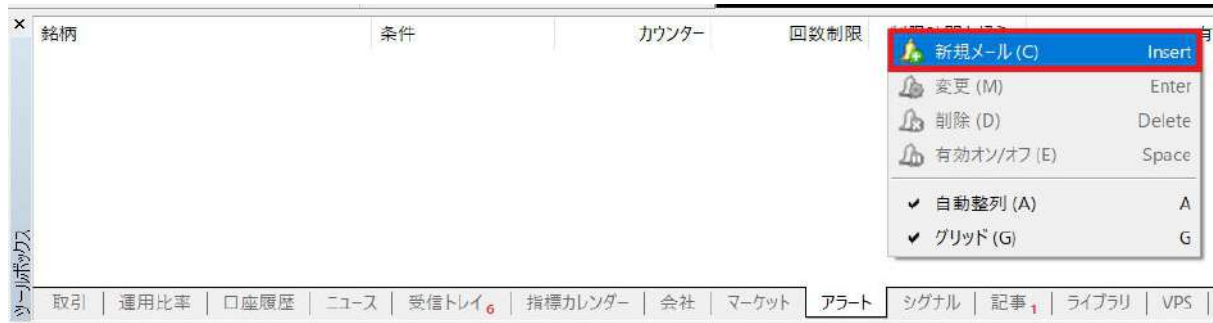 ×
銘柄 条件 カウンター 回数制限
新規メール (C) Insert
変更 (M) Enter
削除 (D) Delete
有効オン/オフ (E) Space
✔ 自動整列 (A) A
✔ グリッド (G) G
ツールボックス
取引 | 運用比率 | 口座履歴 | ニュース | 受信トレイ 6 | 指標カレンダー | 会社 | マーケット | アラート | シグナル | 記事 1 | ライブラリ | VPS |